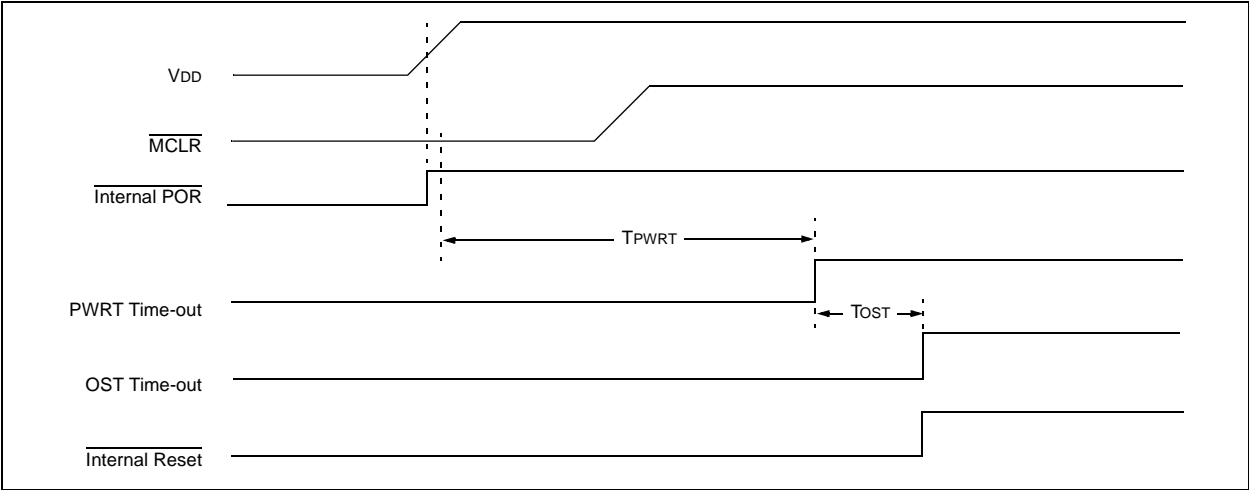 VDD
MCLR
Internal POR
TPWRT
PWRT Time-out
TOST
OST Time-out
Internal Reset